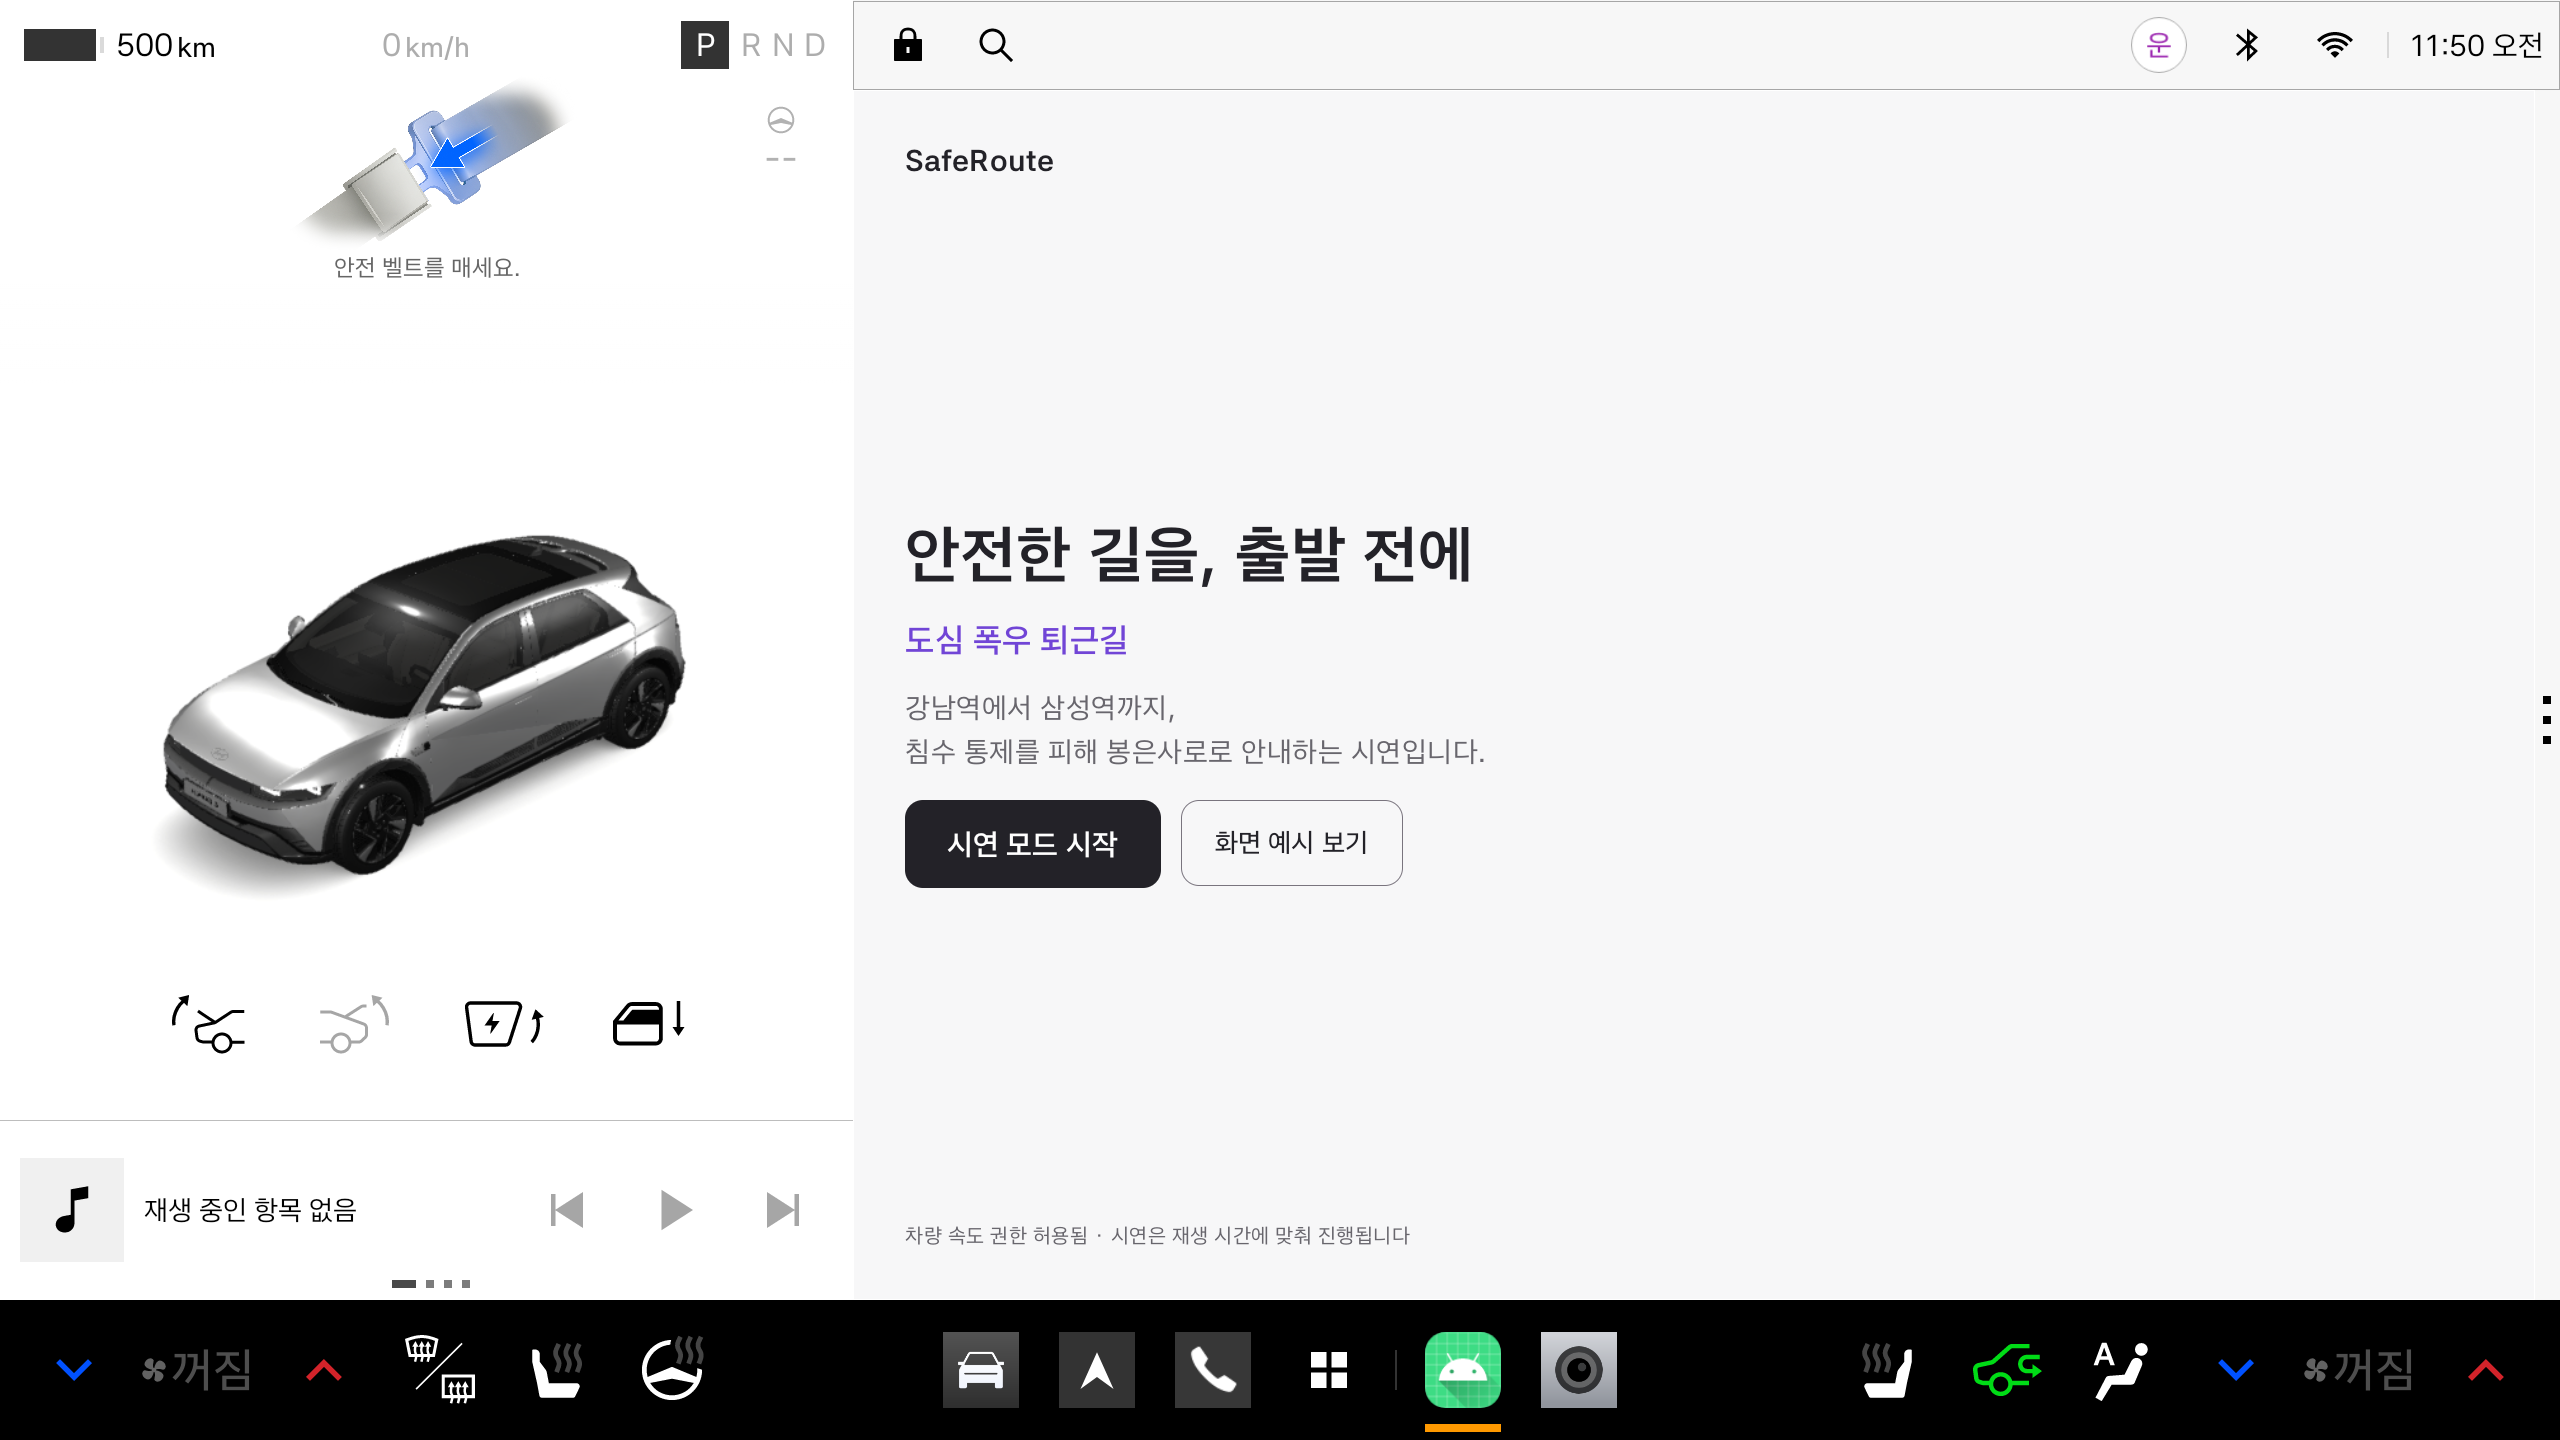 500 km
0 km/h
P R N D
11:50 오전
운
안전 벨트를 매세요.
--
SafeRoute
안전한 길을, 출발 전에
도심 폭우 퇴근길
강남역에서 삼성역까지,
침수 통제를 피해 봉은사로로 안내하는 시연입니다.
시연 모드 시작
화면 예시 보기
재생 중인 항목 없음
차량 속도 권한 허용됨 · 시연은 재생 시간에 맞춰 진행됩니다
꺼짐
A
꺼짐